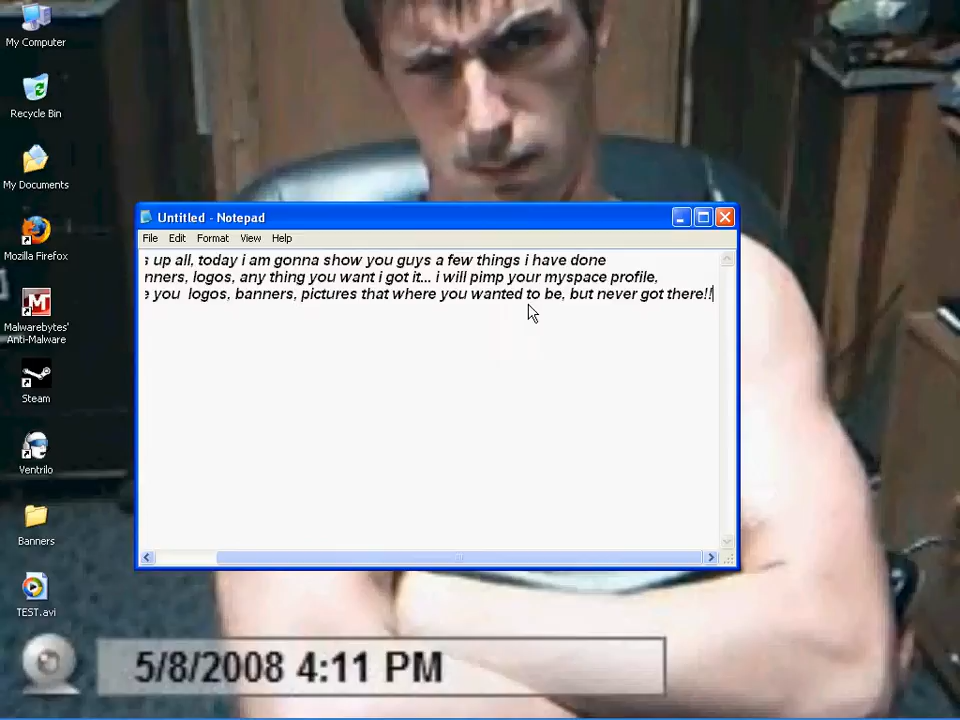 My Computer
Recycle Bin
My Documents
Mozilla Firefox
Malwarebytes'
Anti-Malware
Steam
Ventrilo
Banners
TEST.avi
Untitled - Notepad
File Edit Format View Help
up all, today i am gonna show you guys a few things i have done
nners, logos, any thing you want i got it... i will pimp your myspace profile,
e you logos, banners, pictures that where you wanted to be, but never got there!!
5/8/2008 4:11 PM